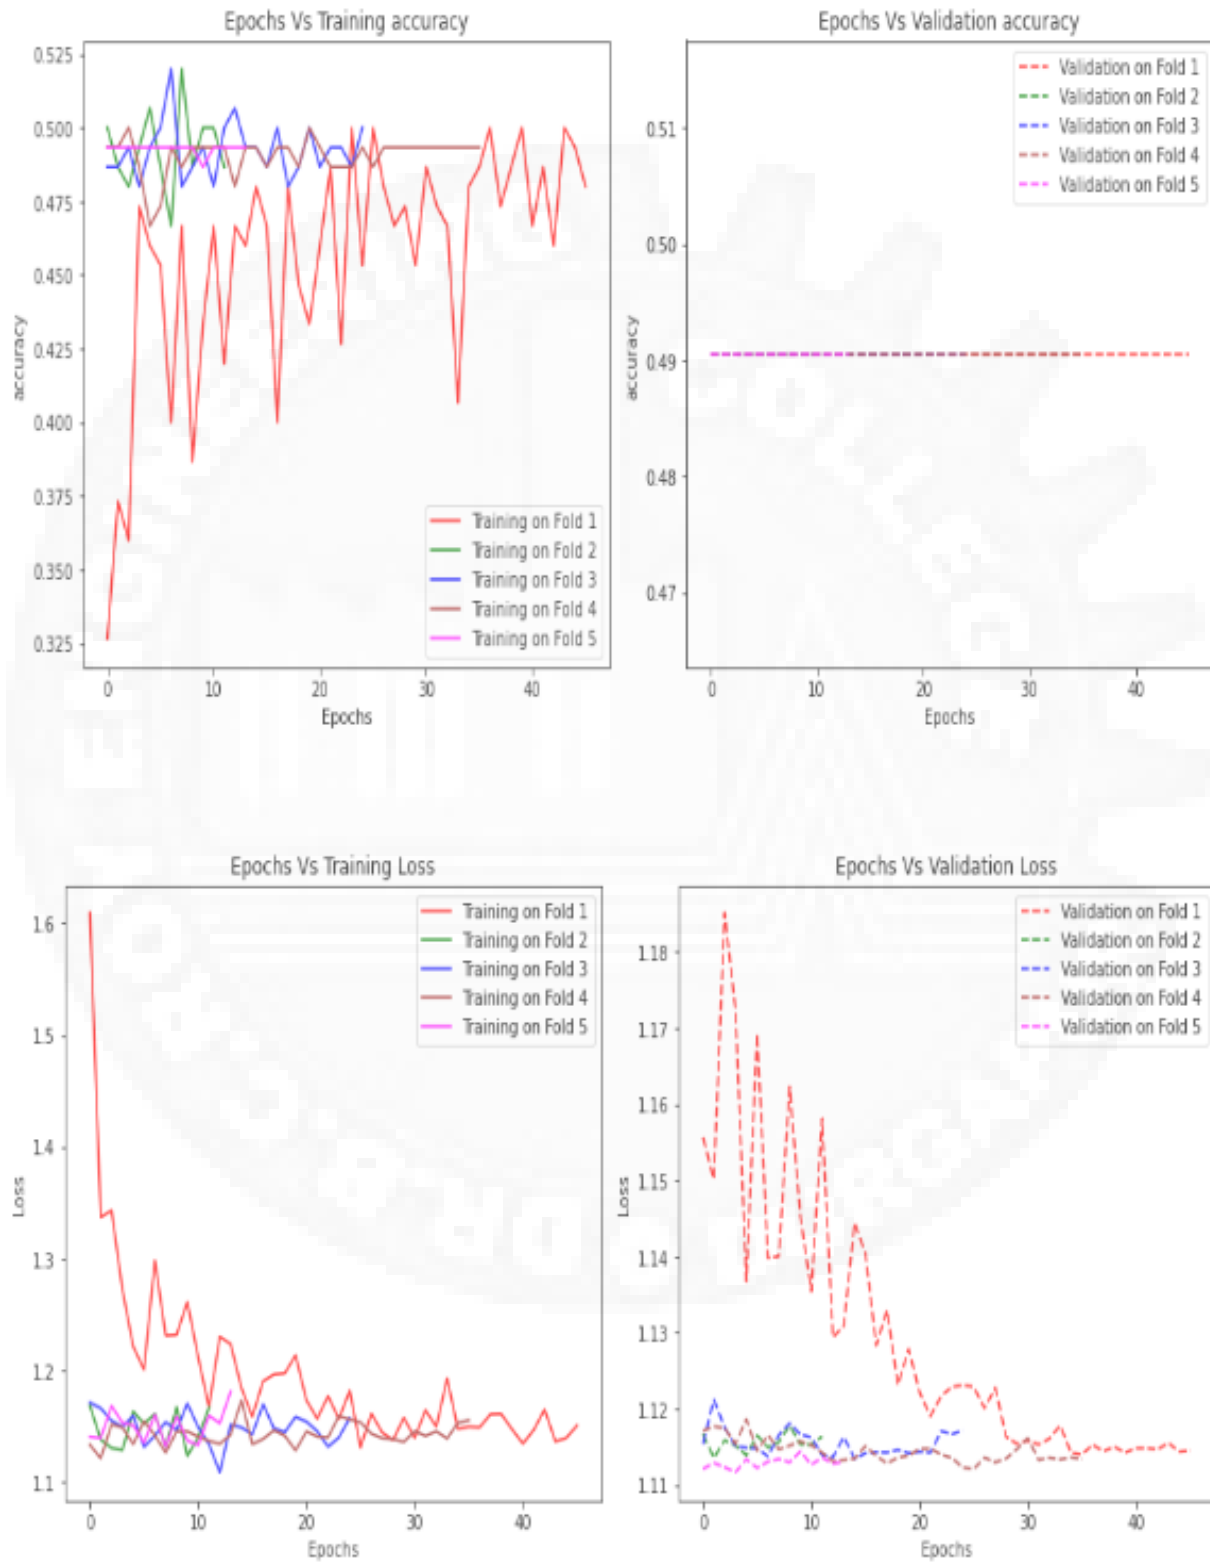 Epochs Vs Training accuracy
0.525
0.500
0.475
0.450
0.425
0.400
0.375
0.350
0.325
accuracy
Training on Fold 1
Training on Fold 2
Training on Fold 3
Training on Fold 4
Training on Fold 5
0 10 20 30 40
Epochs
Epochs Vs Validation accuracy
0.51
0.50
0.49
0.48
0.47
accuracy
Validation on Fold 1
Validation on Fold 2
Validation on Fold 3
Validation on Fold 4
Validation on Fold 5
0 10 20 30 40
Epochs
Epochs Vs Training Loss
1.6
1.5
1.4
1.3
1.2
1.1
Loss
Training on Fold 1
Training on Fold 2
Training on Fold 3
Training on Fold 4
Training on Fold 5
0 10 20 30 40
Epochs
Epochs Vs Validation Loss
1.18
1.17
1.16
1.15
1.14
1.13
1.12
1.11
Loss
Validation on Fold 1
Validation on Fold 2
Validation on Fold 3
Validation on Fold 4
Validation on Fold 5
0 10 20 30 40
Epochs